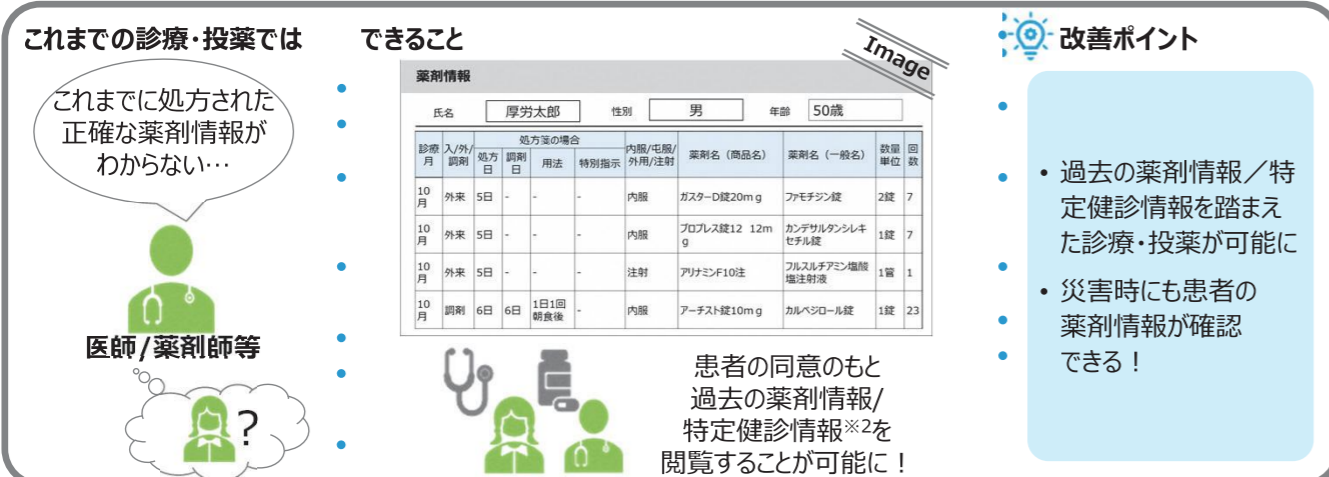 これまでの診療・投薬では
これまでに処方された
正確な薬剤情報が
わからない…
医師/薬剤師等
?
できること
Image
薬剤情報
氏名 厚労太郎 性別 男 年齢 50歳
診療月 入/外/調剤 処方箋の場合 処方日 調剤日 用法 特別指示 内服/屯服/外用/注射 薬剤名（商品名） 薬剤名（一般名） 数量単位 回数
10月 外来 5日 - - - 内服 ガスターD錠20mg ファモチジン錠 2錠 7
10月 外来 5日 - - - 内服 プロプレス錠12 12mg カンデサルタンシレキセチル錠 1錠 7
10月 外来 5日 - - - 注射 アリナミンF10注 フルスルチアミン塩酸塩注射液 1管 1
10月 調剤 6日 6日 1日1回朝食後 - 内服 アーチスト錠10mg カルベジロール錠 1錠 23
患者の同意のもと
過去の薬剤情報/
特定健診情報※2を
閲覧することが可能に！
改善ポイント
• 過去の薬剤情報／特
定健診情報を踏まえ
た診療・投薬が可能に
• 災害時にも患者の
薬剤情報が確認
できる！